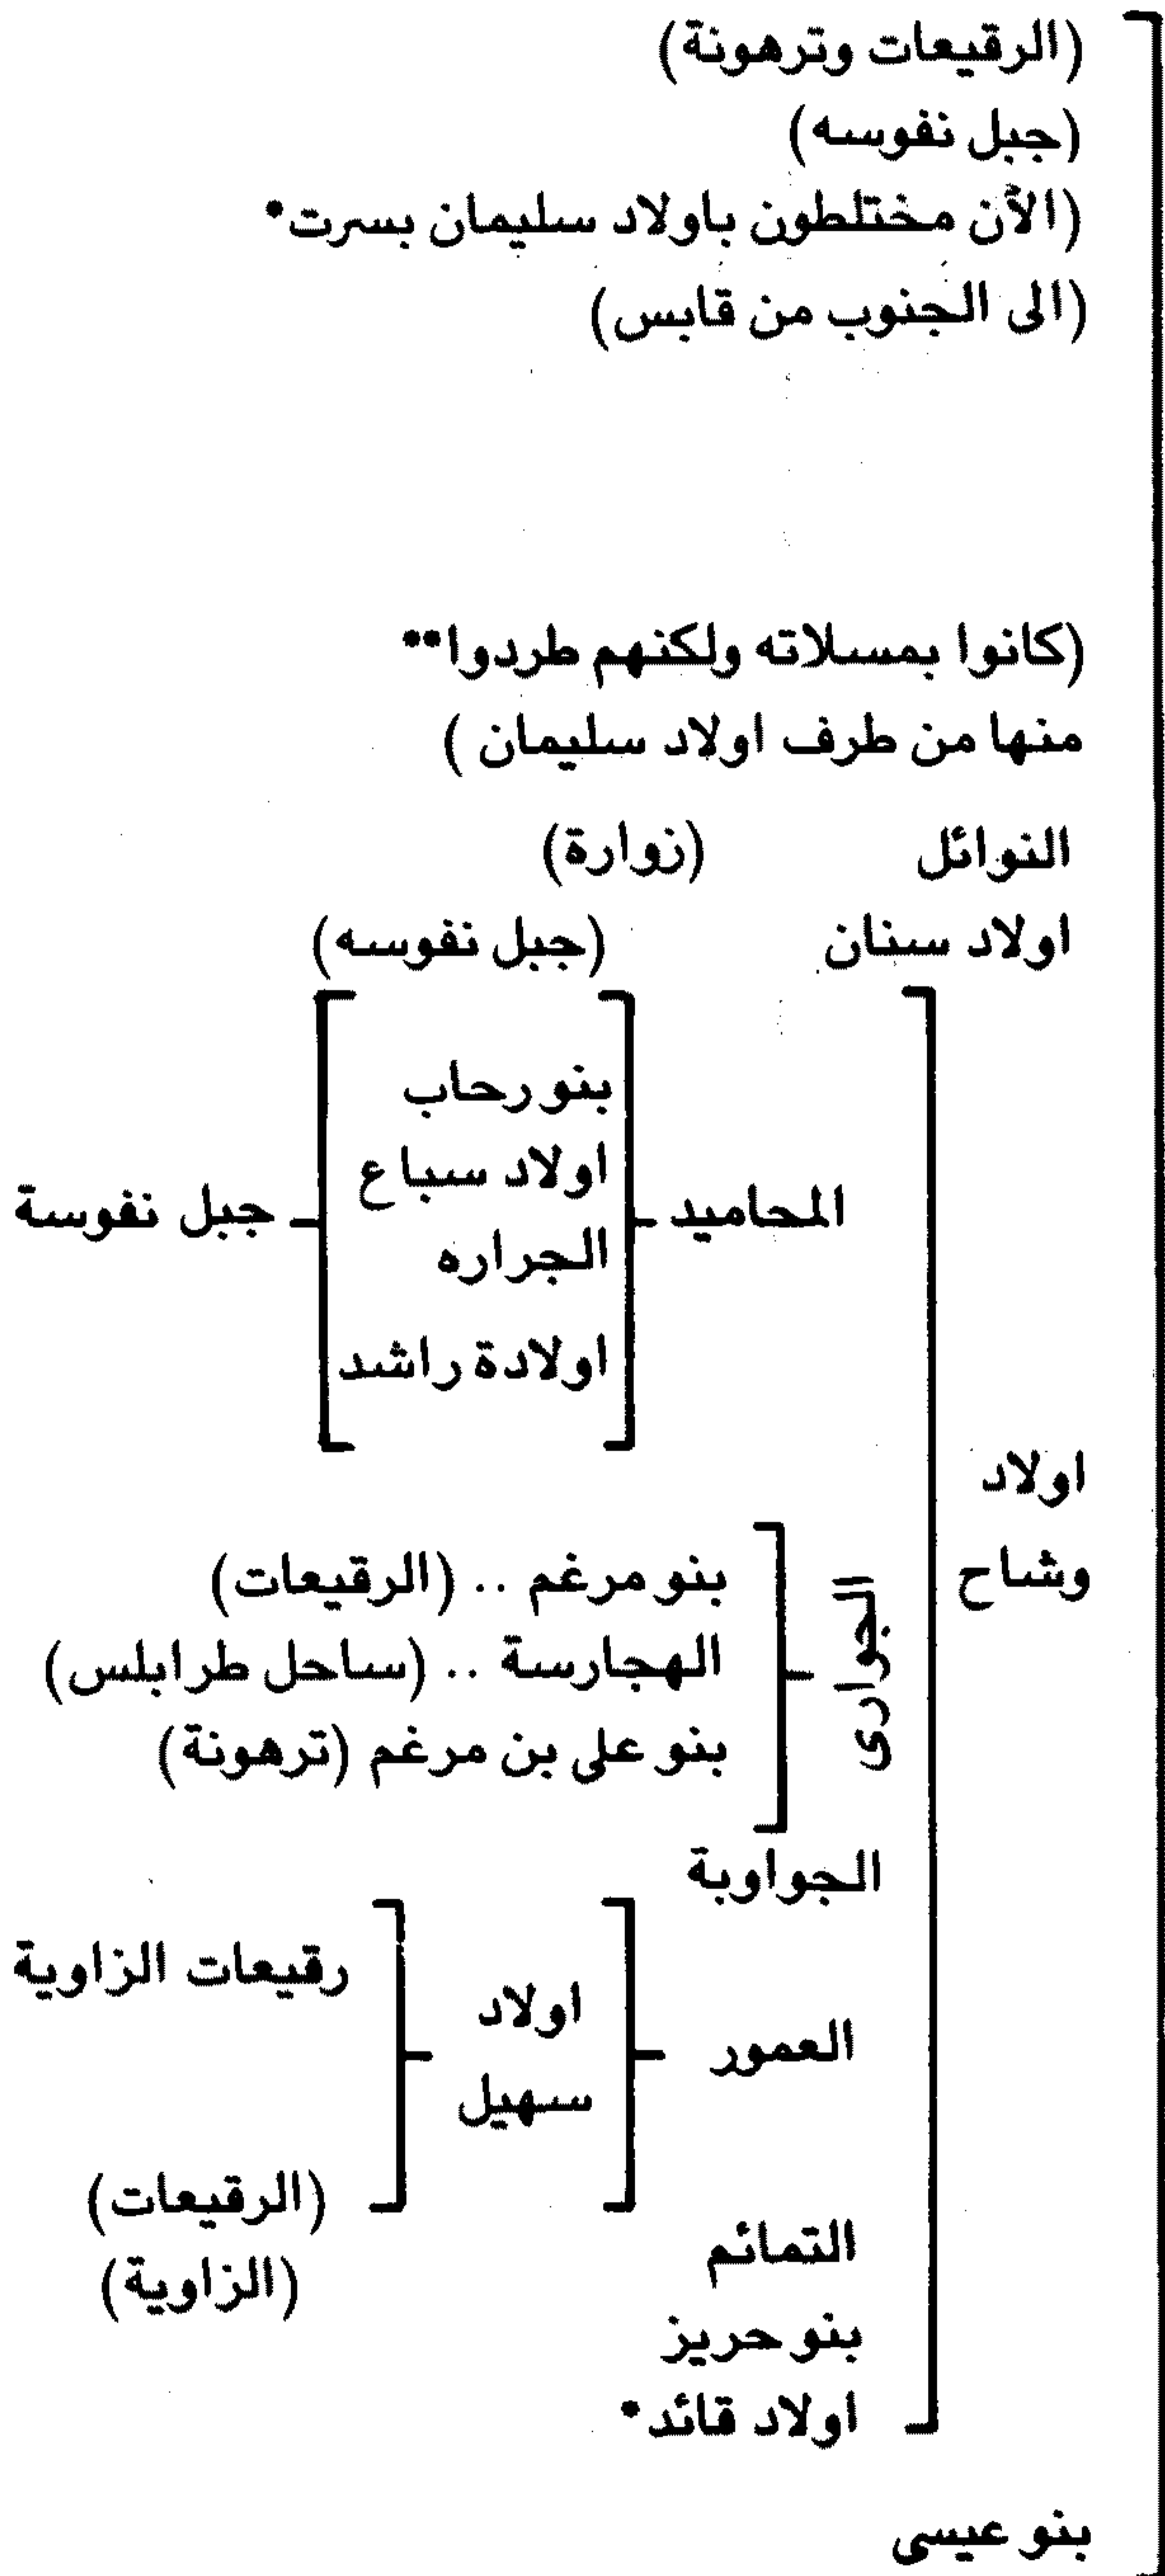 (الرقيعات وترهونة)
(جبل نفوسه)
(الآن مختلطون باولاد سليمان بسرت*
(الى الجنوب من قابس)
(كانوا بمسلاته ولكنهم طردوا**
منها من طرف اولاد سليمان )
النوائل (زوارة)
اولاد سنان (جبل نفوسه)
اولاد
وشاح
المحاميد
بنو رحاب
اولاد سباع
الجراره
اولادة راشد
جبل نفوسة
الجوارى
بنو مرغم .. (الرقيعات)
الهجارسة .. (ساحل طرابلس)
بنو على بن مرغم (ترهونة)
الجواوبة
العمور
اولاد
سهيل
رقيعات الزاوية
(الرقيعات)
(الزاوية)
التمائم
بنو حريز
اولاد قائد*
بنو عيسى